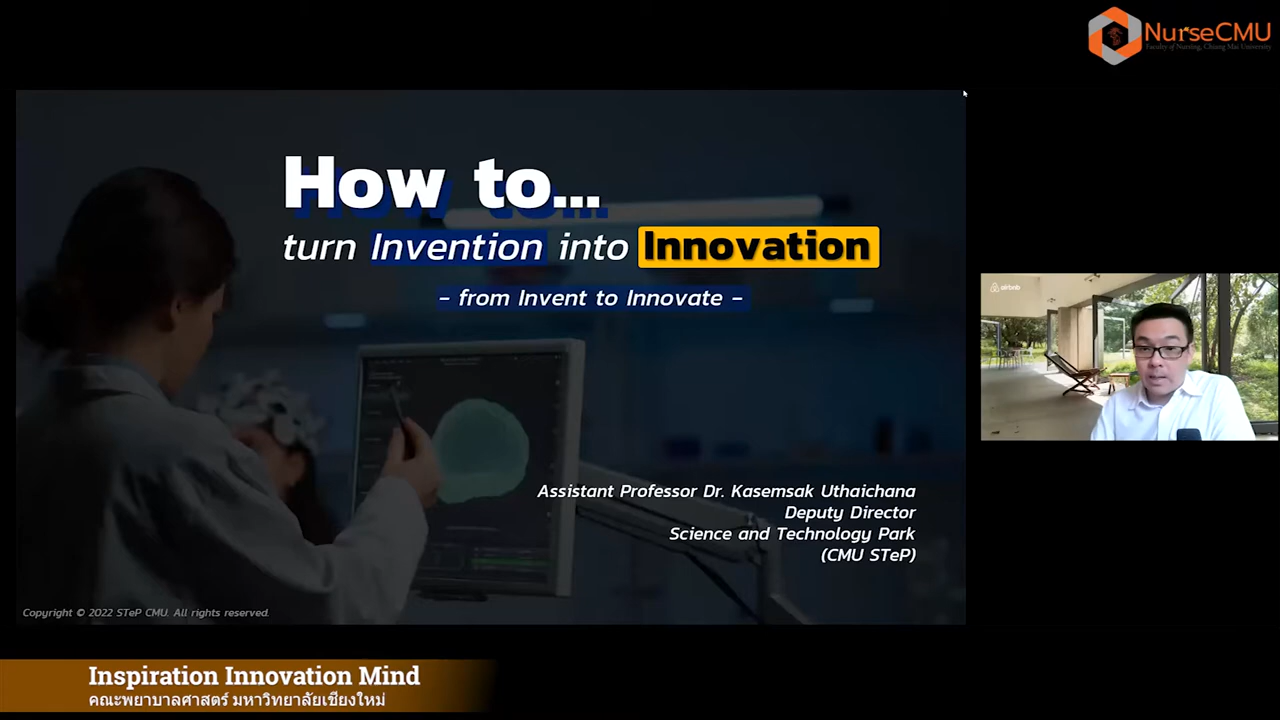 NurseCMU
Faculty of Nursing, Chiang Mai University
How to...
turn Invention into Innovation
- from Invent to Innovate -
airbnb
Assistant Professor Dr. Kasemsak Uthaichana
Deputy Director
Science and Technology Park
(CMU STeP)
Copyright © 2022 STeP CMU. All rights reserved.
Inspiration Innovation Mind
คณะพยาบาลศาสตร์ มหาวิทยาลัยเชียงใหม่